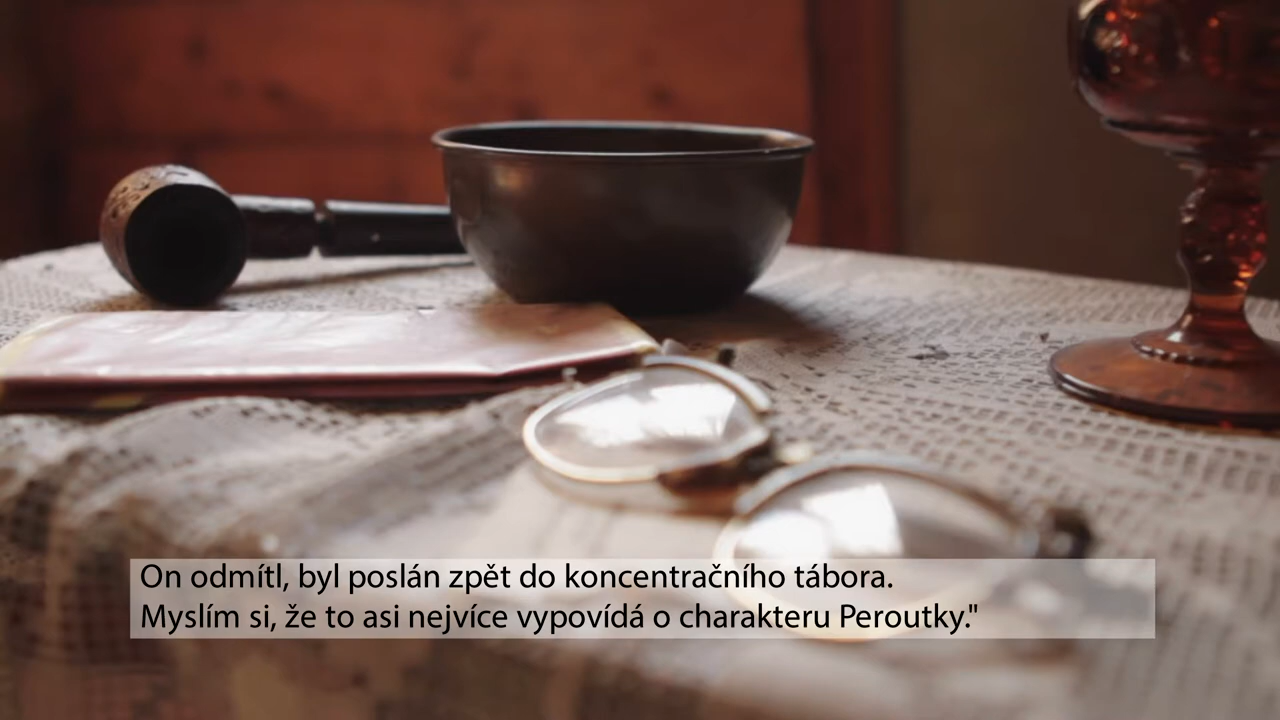 On odmítl, byl poslán zpět do koncentračního tábora.
Myslím si, že to asi nejvíce vypovídá o charakteru Peroutky."